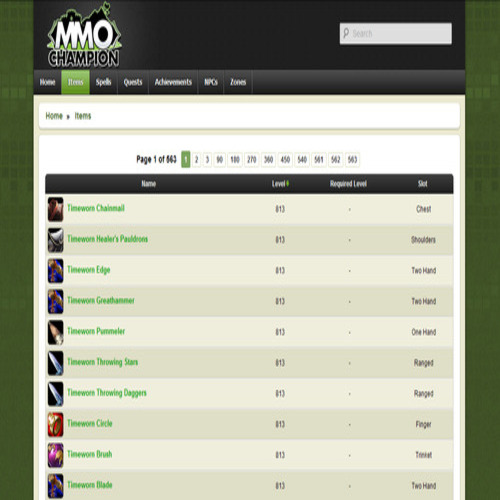 MMO
CHAMPION
Search
Home Items Spells Quests Achievements NPCs Zones
Home » Items
Page 1 of 563 1 2 3 90 180 270 360 450 540 561 562 563
Name Level Required Level Slot
Timeworn Chainmail 813 - Chest
Timeworn Healer's Pauldrons 813 - Shoulders
Timeworn Edge 813 - Two Hand
Timeworn Greathammer 813 - Two Hand
Timeworn Pummeler 813 - One Hand
Timeworn Throwing Stars 813 - Ranged
Timeworn Throwing Daggers 813 - Ranged
Timeworn Circle 813 - Finger
Timeworn Brush 813 - Trinket
Timeworn Blade 813 - Two Hand